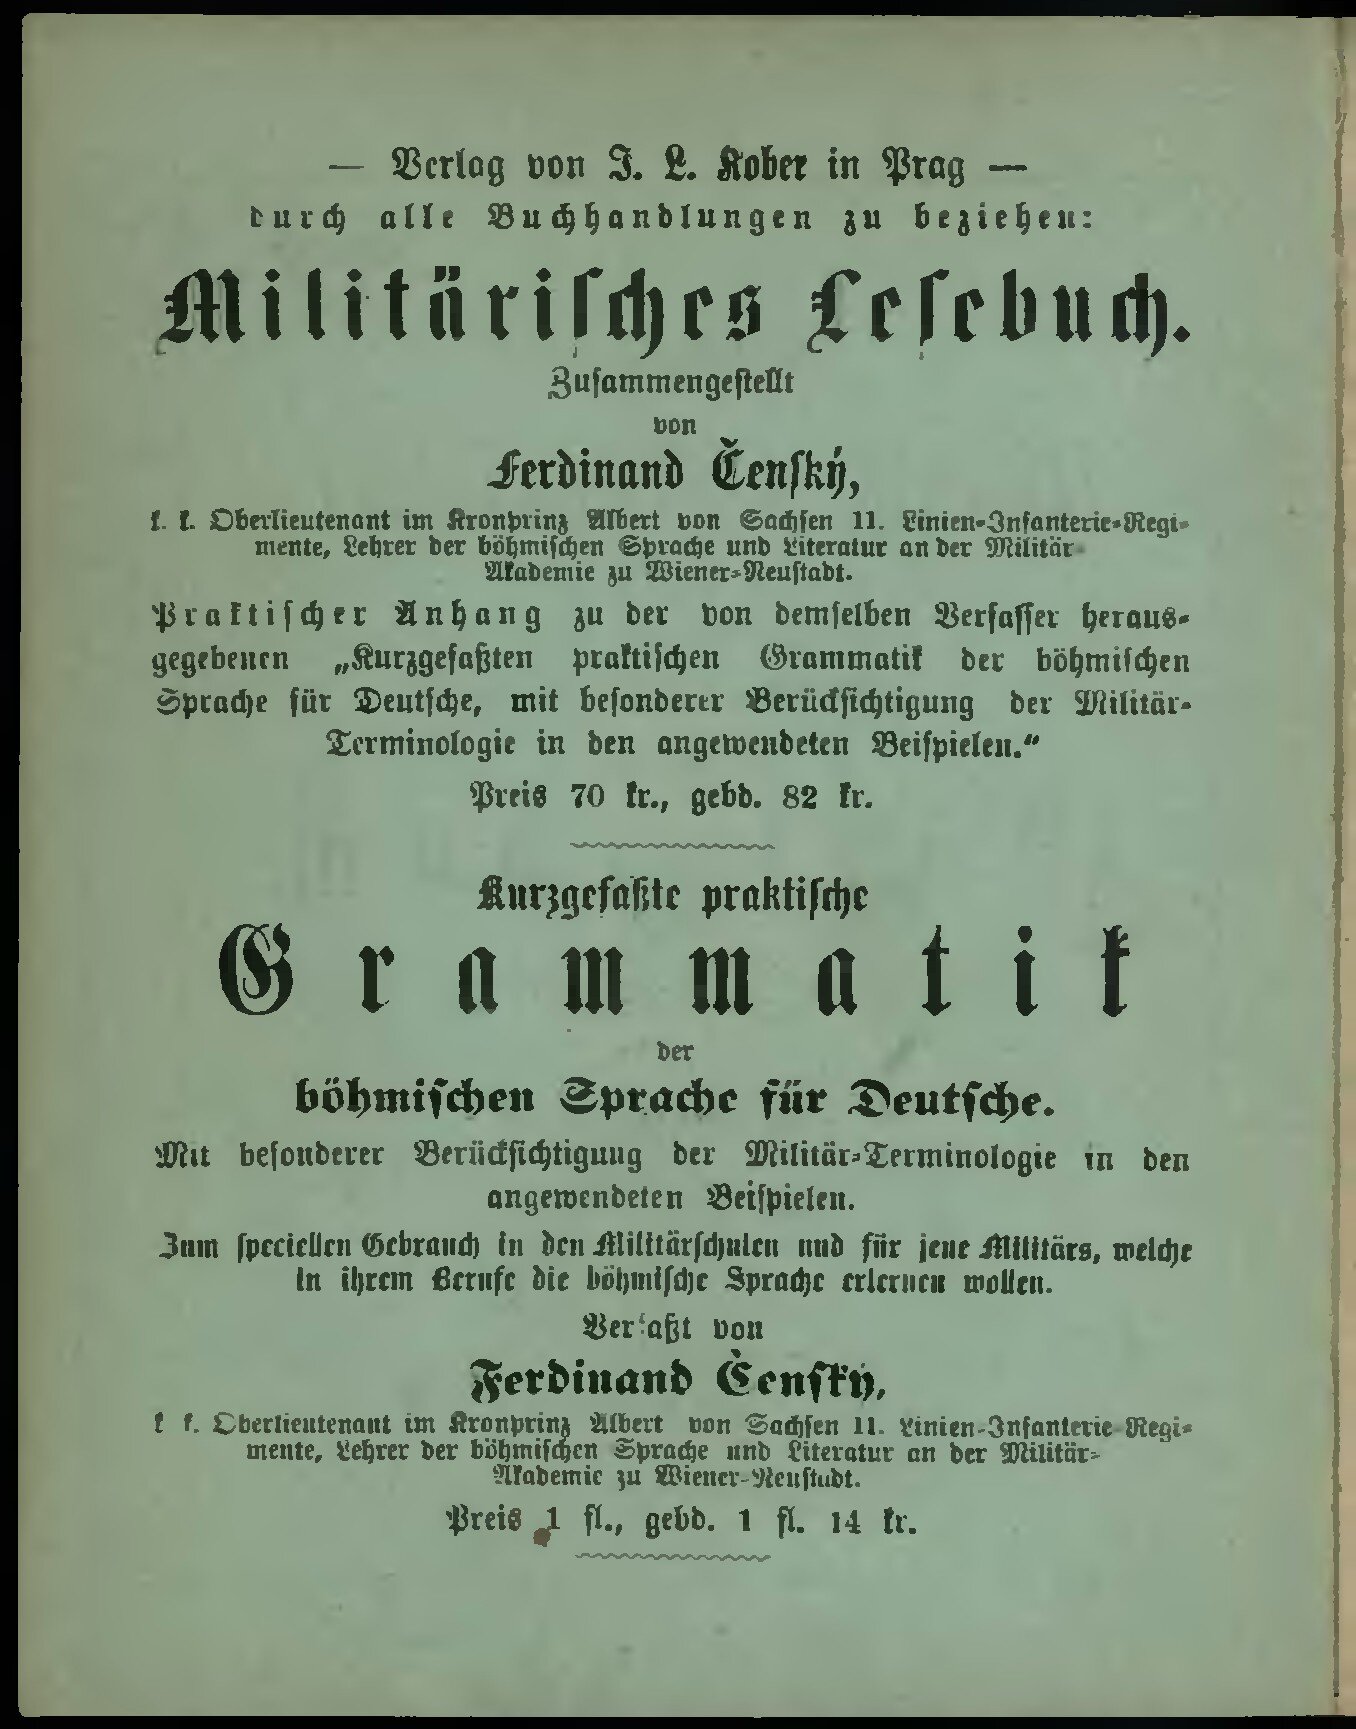 — Verlag von J. L. Kober in Prag —
durch alle Buchhandlungen zu beziehen:
Militärisches Lesebuch.
Zusammengestellt
von
Ferdinand Čenský,
k. k. Oberlieutenant im Kronprinz Albert von Sachsen 11. Linien-Infanterie-Regi-
mente, Lehrer der böhmischen Sprache und Literatur an der Militär-
Akademie zu Wiener-Neustadt.
Praktischer Anhang zu der von demselben Verfasser heraus-
gegebenen „Kurzgefaßten praktischen Grammatik der böhmischen
Sprache für Deutsche, mit besonderer Berücksichtigung der Militär-
Terminologie in den angewendeten Beispielen.“
Preis 70 kr., gebd. 82 kr.
Kurzgefaßte praktische
Grammatik
der
böhmischen Sprache für Deutsche.
Mit besonderer Berücksichtigung der Militär-Terminologie in den
angewendeten Beispielen.
Zum speciellen Gebrauch in den Militärschulen und für jene Militärs, welche
in ihrem Berufe die böhmische Sprache erlernen wollen.
Verfaßt von
Ferdinand Čenský,
k k. Oberlieutenant im Kronprinz Albert von Sachsen 11. Linien-Infanterie-Regi-
mente, Lehrer der böhmischen Sprache und Literatur an der Militär-
Akademie zu Wiener-Neustadt.
Preis 1 fl., gebd. 1 fl. 14 kr.